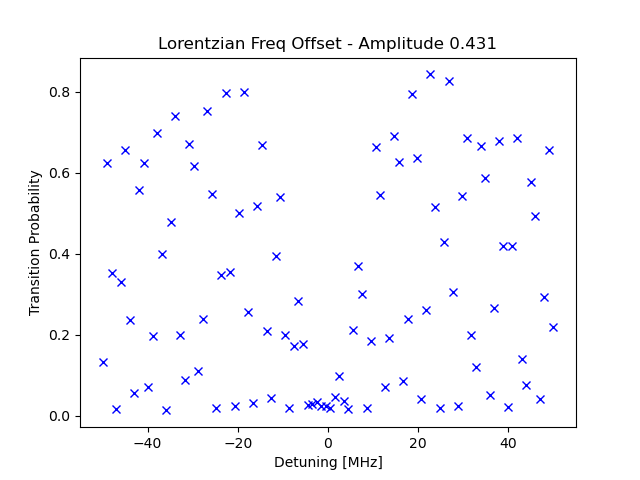 Lorentzian Freq Offset - Amplitude 0.431
0.8
0.6
0.4
0.2
0.0
Transition Probability
−40 −20 0 20 40
Detuning [MHz]